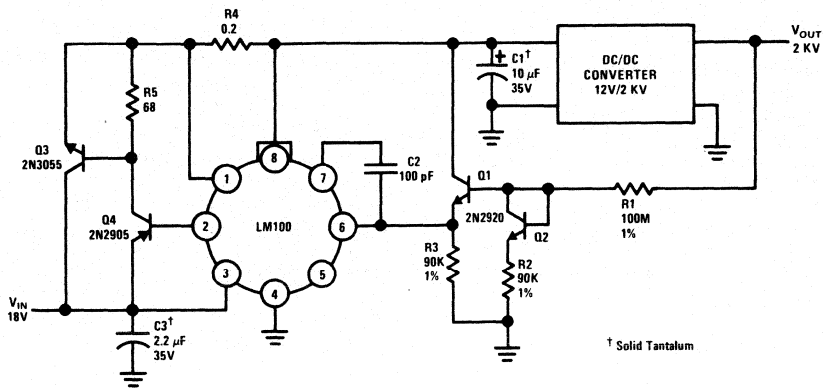 R4
0.2
V_OUT
2 KV
C1†
10 µF
35V
+
DC/DC
CONVERTER
12V/2 KV
R5
68
Q3
2N3055
8
7
1
C2
100 pF
Q1
2N2920
R1
100M
1%
Q4
2N2905
2
LM100
6
Q2
R3
90K
1%
R2
90K
1%
3
5
4
V_IN
18V
C3†
2.2 µF
35V
† Solid Tantalum